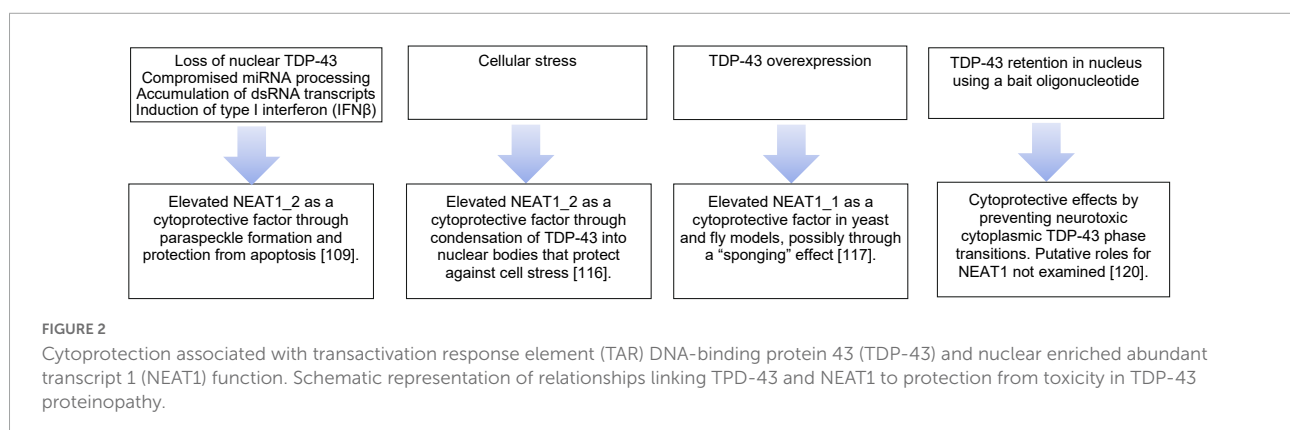 Loss of nuclear TDP-43
Compromised miRNA processing
Accumulation of dsRNA transcripts
Induction of type I interferon (IFNβ)
Cellular stress
TDP-43 overexpression
TDP-43 retention in nucleus
using a bait oligonucleotide
Elevated NEAT1_2 as a
cytoprotective factor through
paraspeckle formation and
protection from apoptosis [109].
Elevated NEAT1_2 as a
cytoprotective factor through
condensation of TDP-43 into
nuclear bodies that protect
against cell stress [116].
Elevated NEAT1_1 as a
cytoprotective factor in yeast
and fly models, possibly through
a “sponging” effect [117].
Cytoprotective effects by
preventing neurotoxic
cytoplasmic TDP-43 phase
transitions. Putative roles for
NEAT1 not examined [120].
FIGURE 2
Cytoprotection associated with transactivation response element (TAR) DNA-binding protein 43 (TDP-43) and nuclear enriched abundant
transcript 1 (NEAT1) function. Schematic representation of relationships linking TPD-43 and NEAT1 to protection from toxicity in TDP-43
proteinopathy.